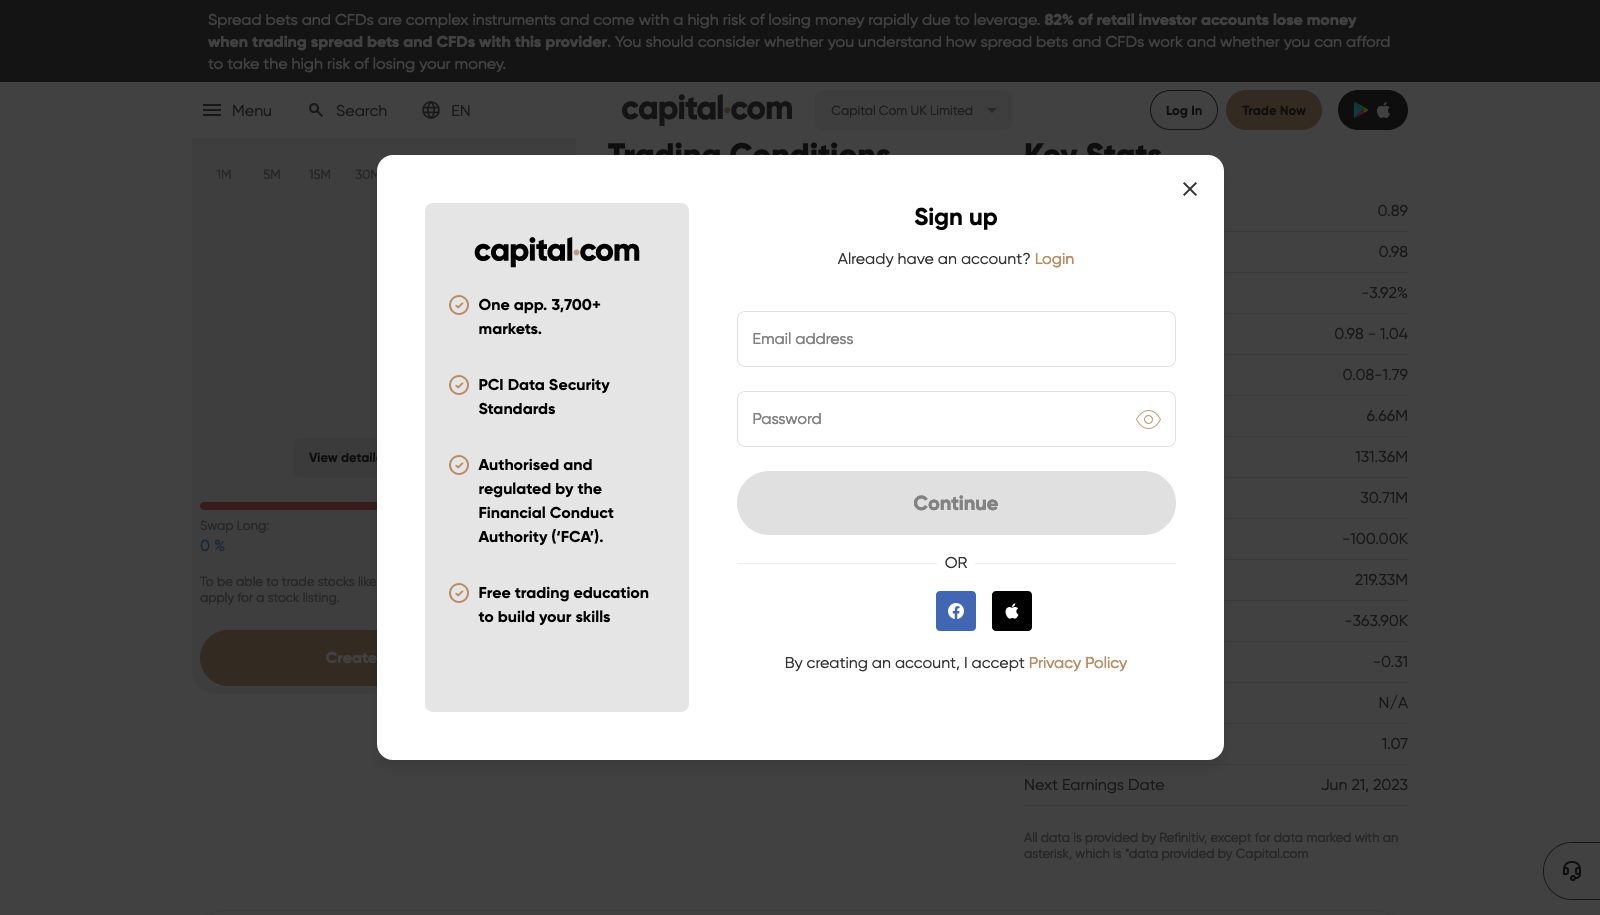 Spread bets and CFDs are complex instruments and come with a high risk of losing money rapidly due to leverage. 82% of retail investor accounts lose money
when trading spread bets and CFDs with this provider. You should consider whether you understand how spread bets and CFDs work and whether you can afford
to take the high risk of losing your money.
Menu
Search
EN
capital.com
Capital Com UK Limited
Log In
Trade Now
Trading Conditions
Key Stats
1M
5M
15M
0.89
0.98
-3.92%
0.98 - 1.04
0.08-1.79
6.66M
131.36M
30.71M
-100.00K
219.33M
-363.90K
-0.31
N/A
1.07
Next Earnings Date
Jun 21, 2023
All data is provided by Refinitiv, except for data marked with an
asterisk, which is *data provided by Capital.com
View
Swap Long:
0 %
To be able to trade stocks like
apply for a stock listing.
Create
capital.com
One app. 3,700+
markets.
PCI Data Security
Standards
Authorised and
regulated by the
Financial Conduct
Authority (‘FCA’).
Free trading education
to build your skills
Sign up
Already have an account? Login
Email address
Password
Continue
OR
By creating an account, I accept Privacy Policy